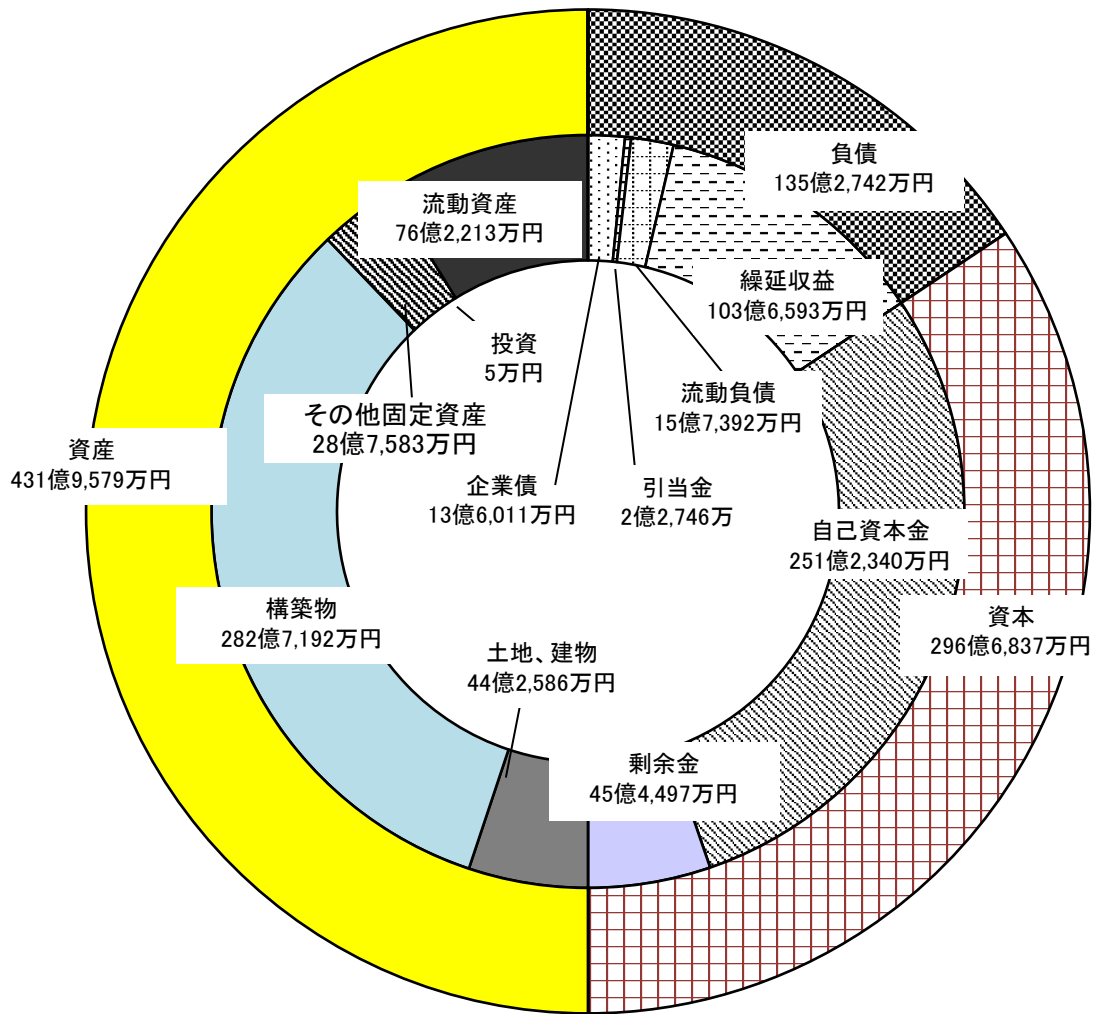 負債
135億2,742万円
流動資産
76億2,213万円
繰延収益
103億6,593万円
投資
5万円
流動負債
15億7,392万円
その他固定資産
28億7,583万円
資産
431億9,579万円
企業債
13億6,011万円
引当金
2億2,746万
自己資本金
251億2,340万円
構築物
282億7,192万円
資本
296億6,837万円
土地、建物
44億2,586万円
剰余金
45億4,497万円